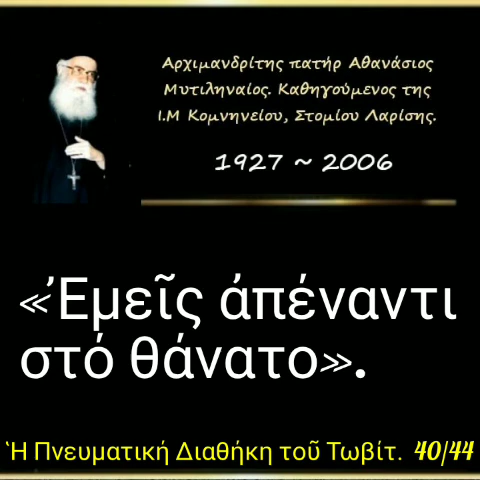 Αρχιμανδρίτης πατήρ Αθανάσιος
Μυτιληναίος. Καθηγούμενος της
Ι.Μ Κομνηνείου, Στομίου Λαρίσης.
1927 ~ 2006
«Ἐμεῖς ἀπέναντι
στό θάνατο».
Ἡ Πνευματική Διαθήκη τοῦ Τωβίτ. 40/44